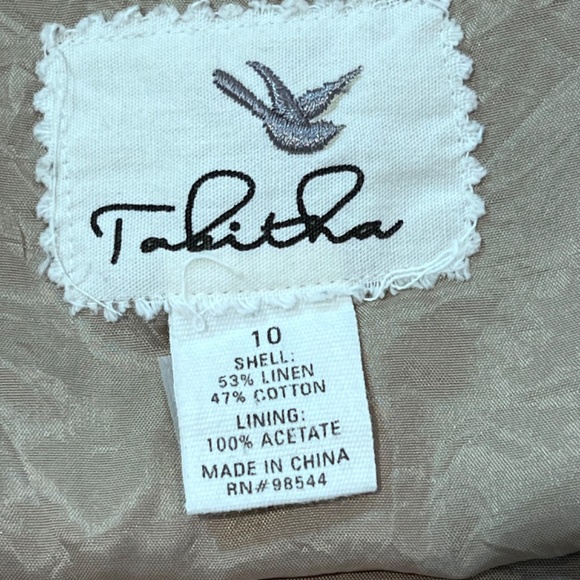 Tabitha
10
SHELL:
53% LINEN
47% COTTON
LINING:
100% ACETATE
MADE IN CHINA
RN#98544